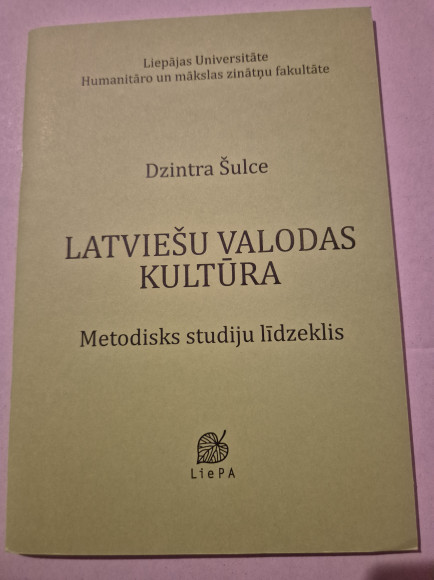 Liepājas Universitāte
Humanitāro un mākslas zinātņu fakultāte
Dzintra Šulce
LATVIEŠU VALODAS
KULTŪRA
Metodisks studiju līdzeklis
LiePA